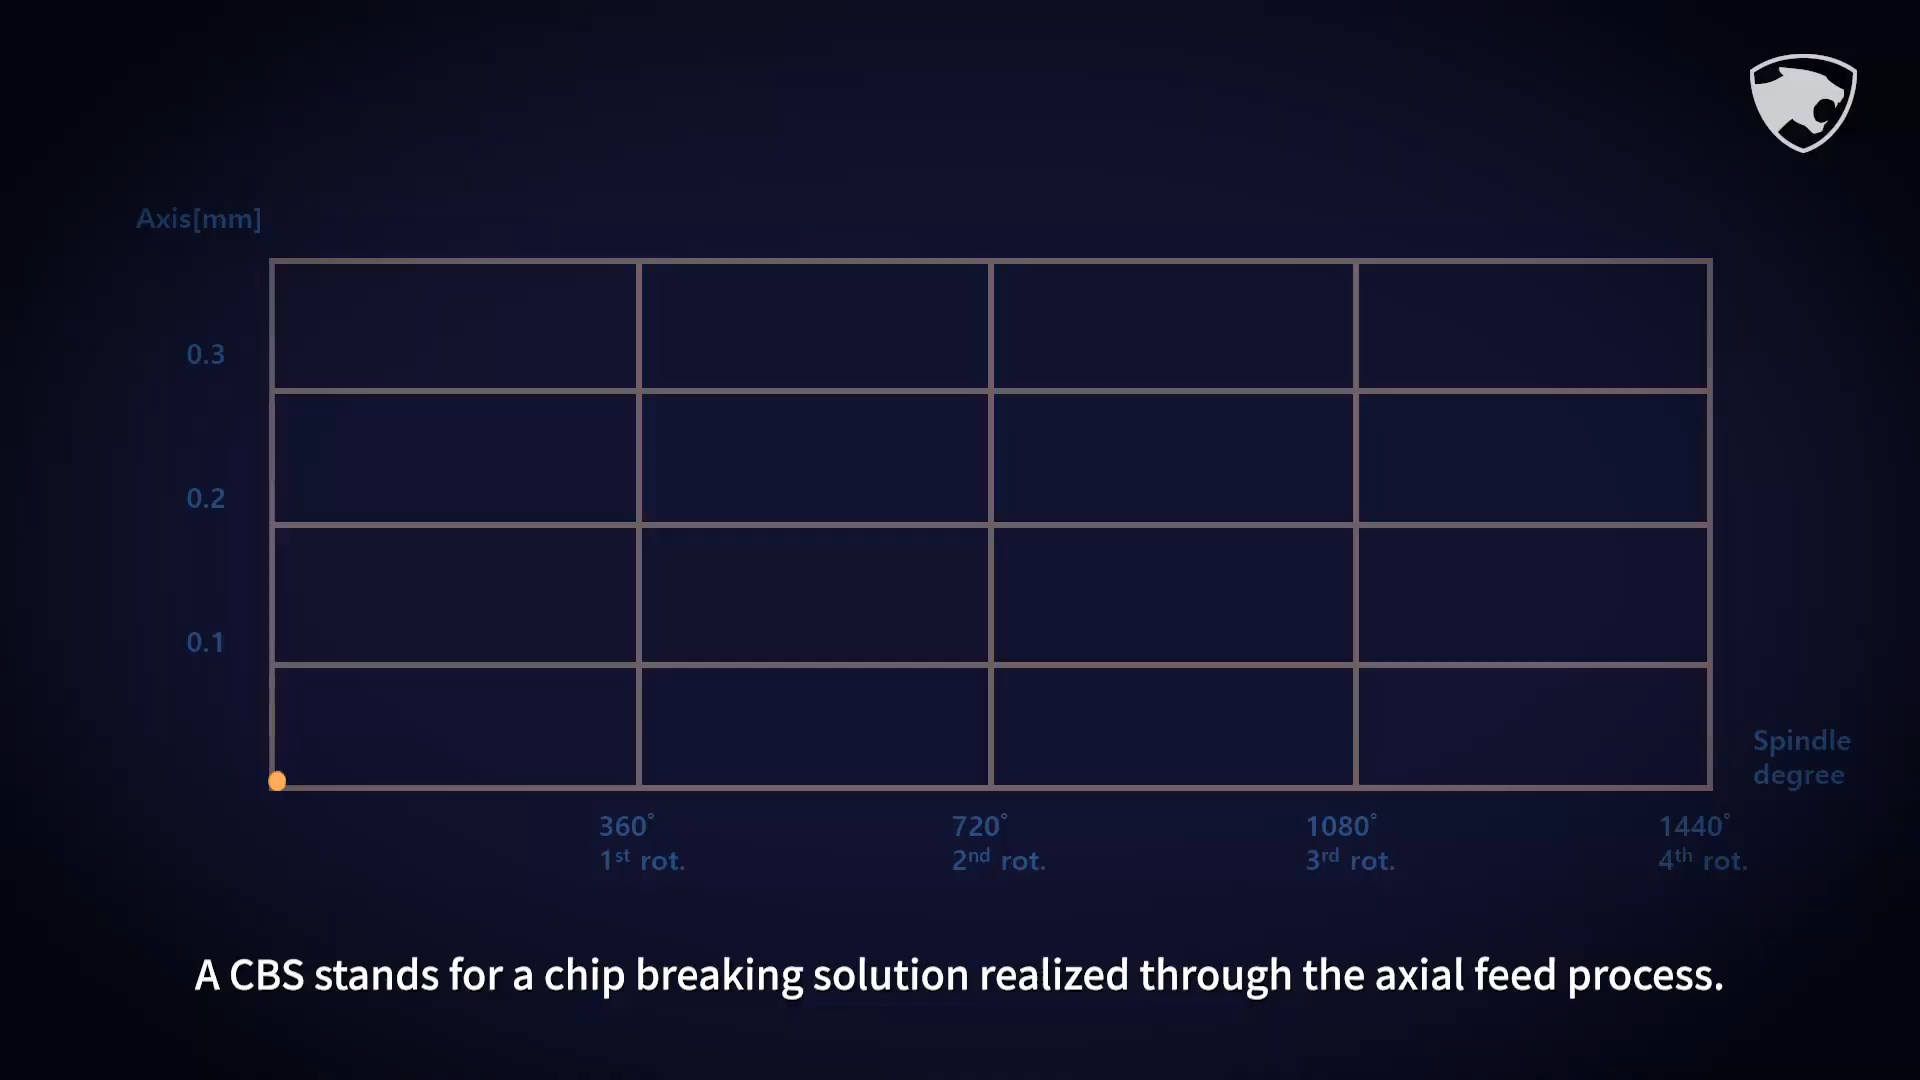 Axis[mm]
0.3
0.2
0.1
Spindle
degree
360° 720° 1080° 1440°
1st rot. 2nd rot. 3rd rot. 4th rot.
A CBS stands for a chip breaking solution realized through the axial feed process.